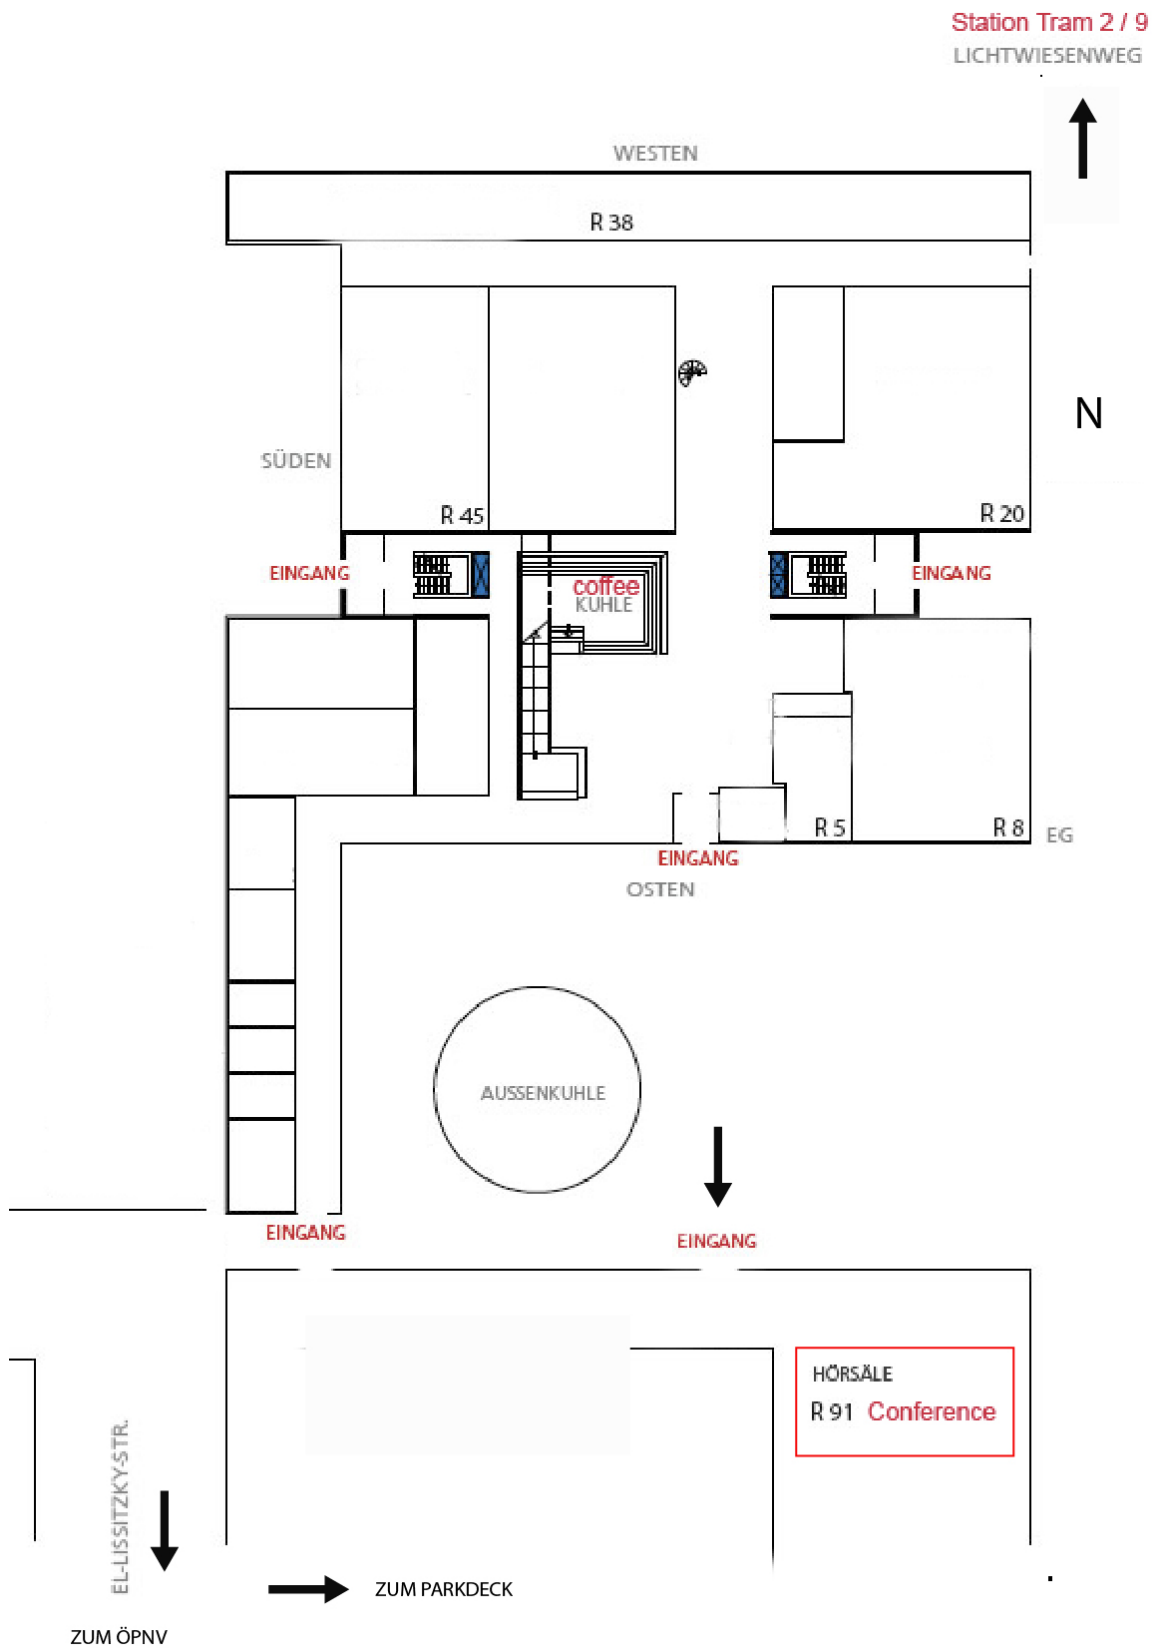 Station Tram 2 / 9
LICHTWIESENWEG
WESTEN
R 38
N
SÜDEN
R 45
R 20
EINGANG
coffee
KUHLE
EINGANG
R 5
R 8
EG
EINGANG
OSTEN
AUSSENKUHLE
EINGANG
EINGANG
HÖRSÄLE
R 91 Conference
EL-LISSITZKY-STR.
ZUM PARKDECK
ZUM ÖPNV